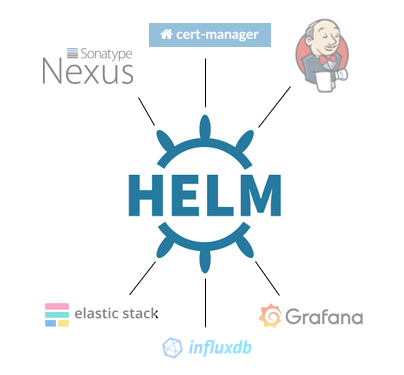 Sonatype
Nexus
cert-manager
HELM
elastic stack
Grafana
influxdb